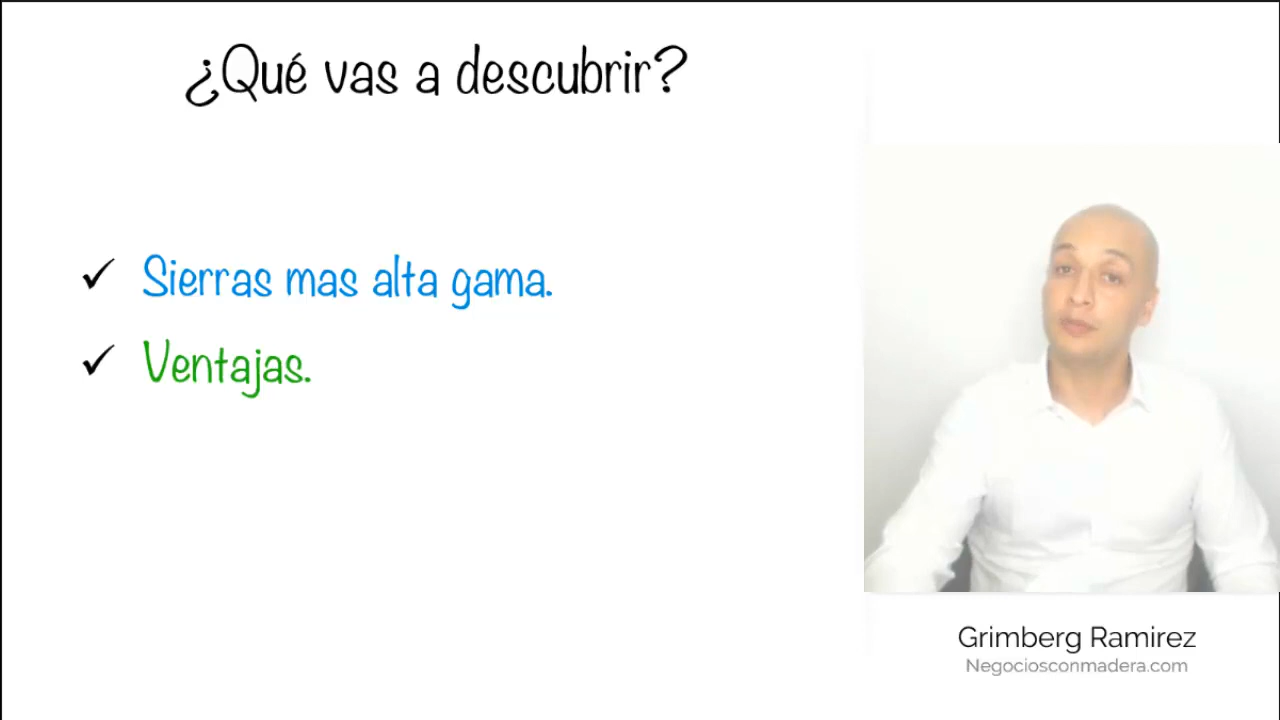 ¿Qué vas a descubrir?
✓ Sierras mas alta gama.
✓ Ventajas.
Grimberg Ramirez
Negociosconmadera.com